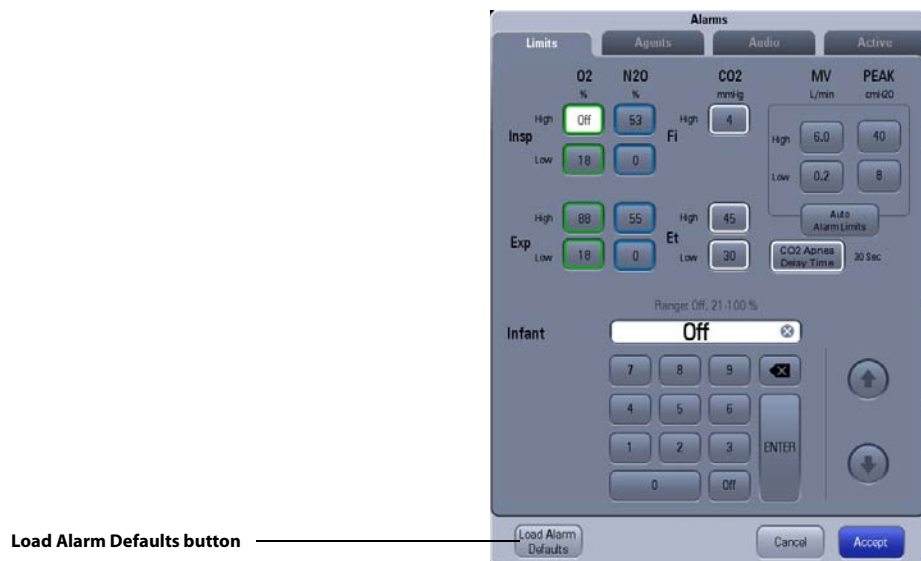 Alarms
Limits Agents Audio Active
O2 N2O CO2 MV PEAK
% % mmHg L/min cmH2O
High Off 53 High 4
Insp Fi High 6.0 40
Low 18 0
Low 0.2 8
High 88 55 High 45 Auto
Alarm Limits
Exp Et
Low 18 0 Low 30 CO2 Apnea
Delay Time 30 Sec
Range: Off, 21-100 %
Infant Off
7 8 9
4 5 6
1 2 3 ENTER
0 Off
Load Alarm Defaults button
Load Alarm
Defaults
Cancel Accept